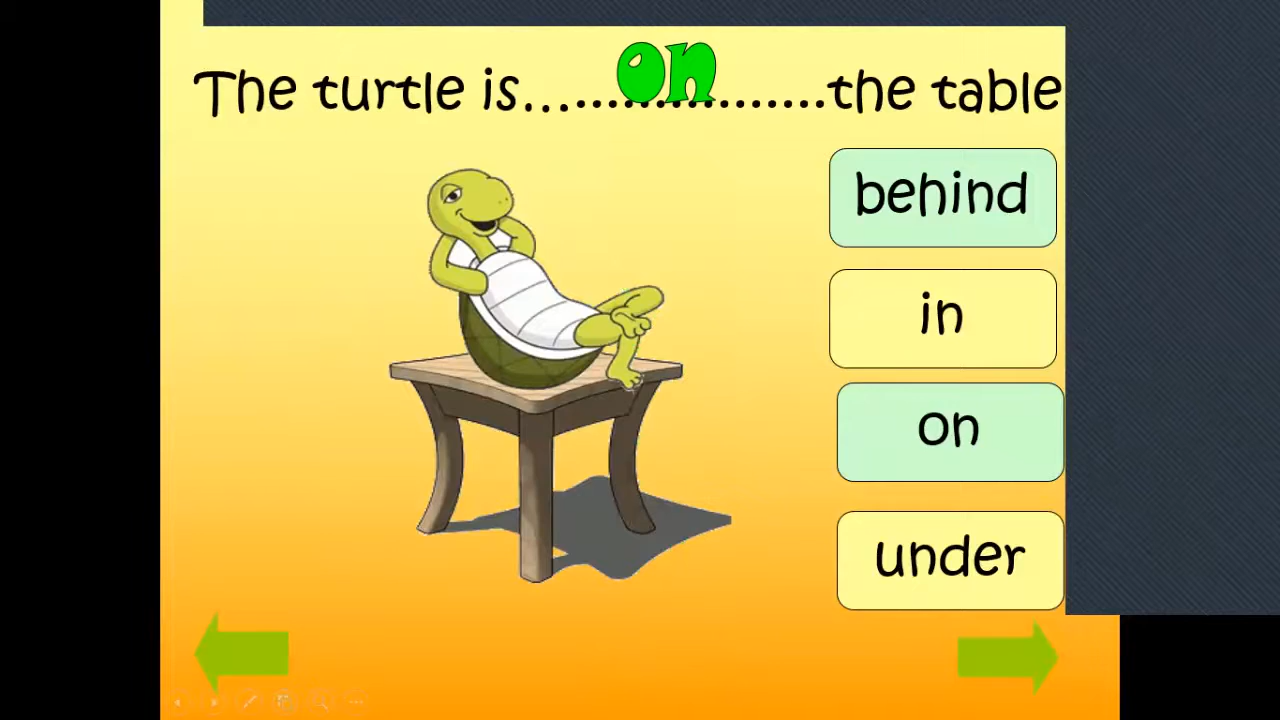 The turtle is...on...............the table
behind
in
on
under